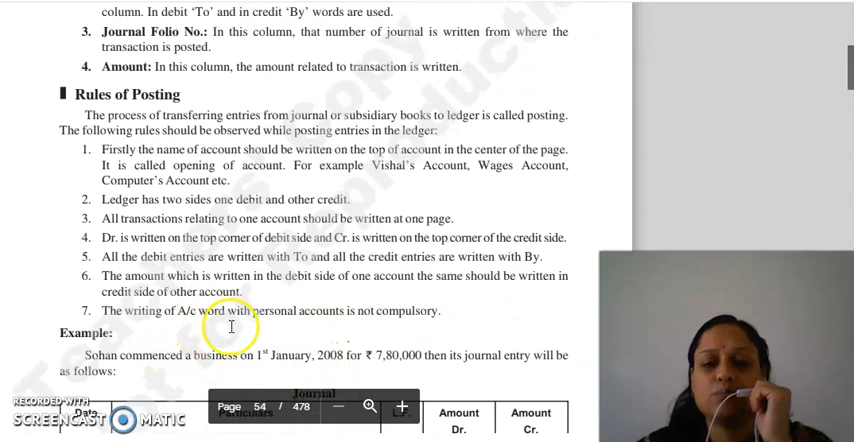 column. In debit 'To' and in credit 'By' words are used.
3. Journal Folio No.: In this column, that number of journal is written from where the
transaction is posted.
4. Amount: In this column, the amount related to transaction is written.
Rules of Posting
The process of transferring entries from journal or subsidiary books to ledger is called posting.
The following rules should be observed while posting entries in the ledger:
1. Firstly the name of account should be written on the top of account in the center of the page.
It is called opening of account. For example Vishal's Account, Wages Account,
Computer's Account etc.
2. Ledger has two sides one debit and other credit.
3. All transactions relating to one account should be written at one page.
4. Dr. is written on the top corner of debit side and Cr. is written on the top corner of the credit side.
5. All the debit entries are written with To and all the credit entries are written with By.
6. The amount which is written in the debit side of one account the same should be written in
credit side of other account.
7. The writing of A/c word with personal accounts is not compulsory.
Example:
Sohan commenced a business on 1st January, 2008 for ₹ 7,80,000 then its journal entry will be
as follows:
Journal
Date Particulars L.F. Amount Amount
Dr. Cr.
Page 54 / 478
RECORDED WITH
SCREENCAST MATIC